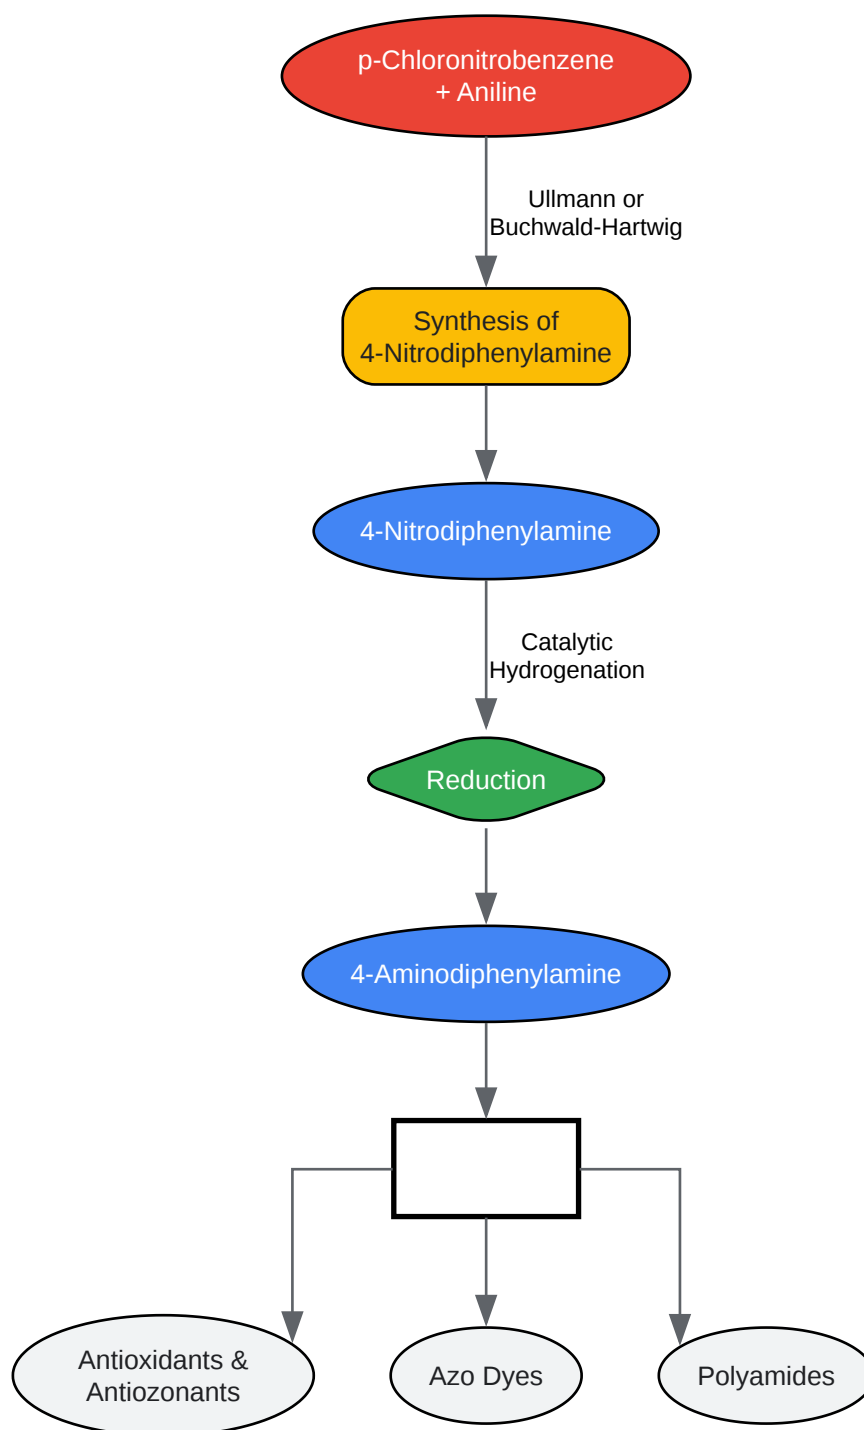 p-Chloronitrobenzene
+ Aniline
Ullmann or
Buchwald-Hartwig
Synthesis of
4-Nitrodiphenylamine
4-Nitrodiphenylamine
Catalytic
Hydrogenation
Reduction
4-Aminodiphenylamine
Antioxidants &
Antiozonants
Azo Dyes
Polyamides